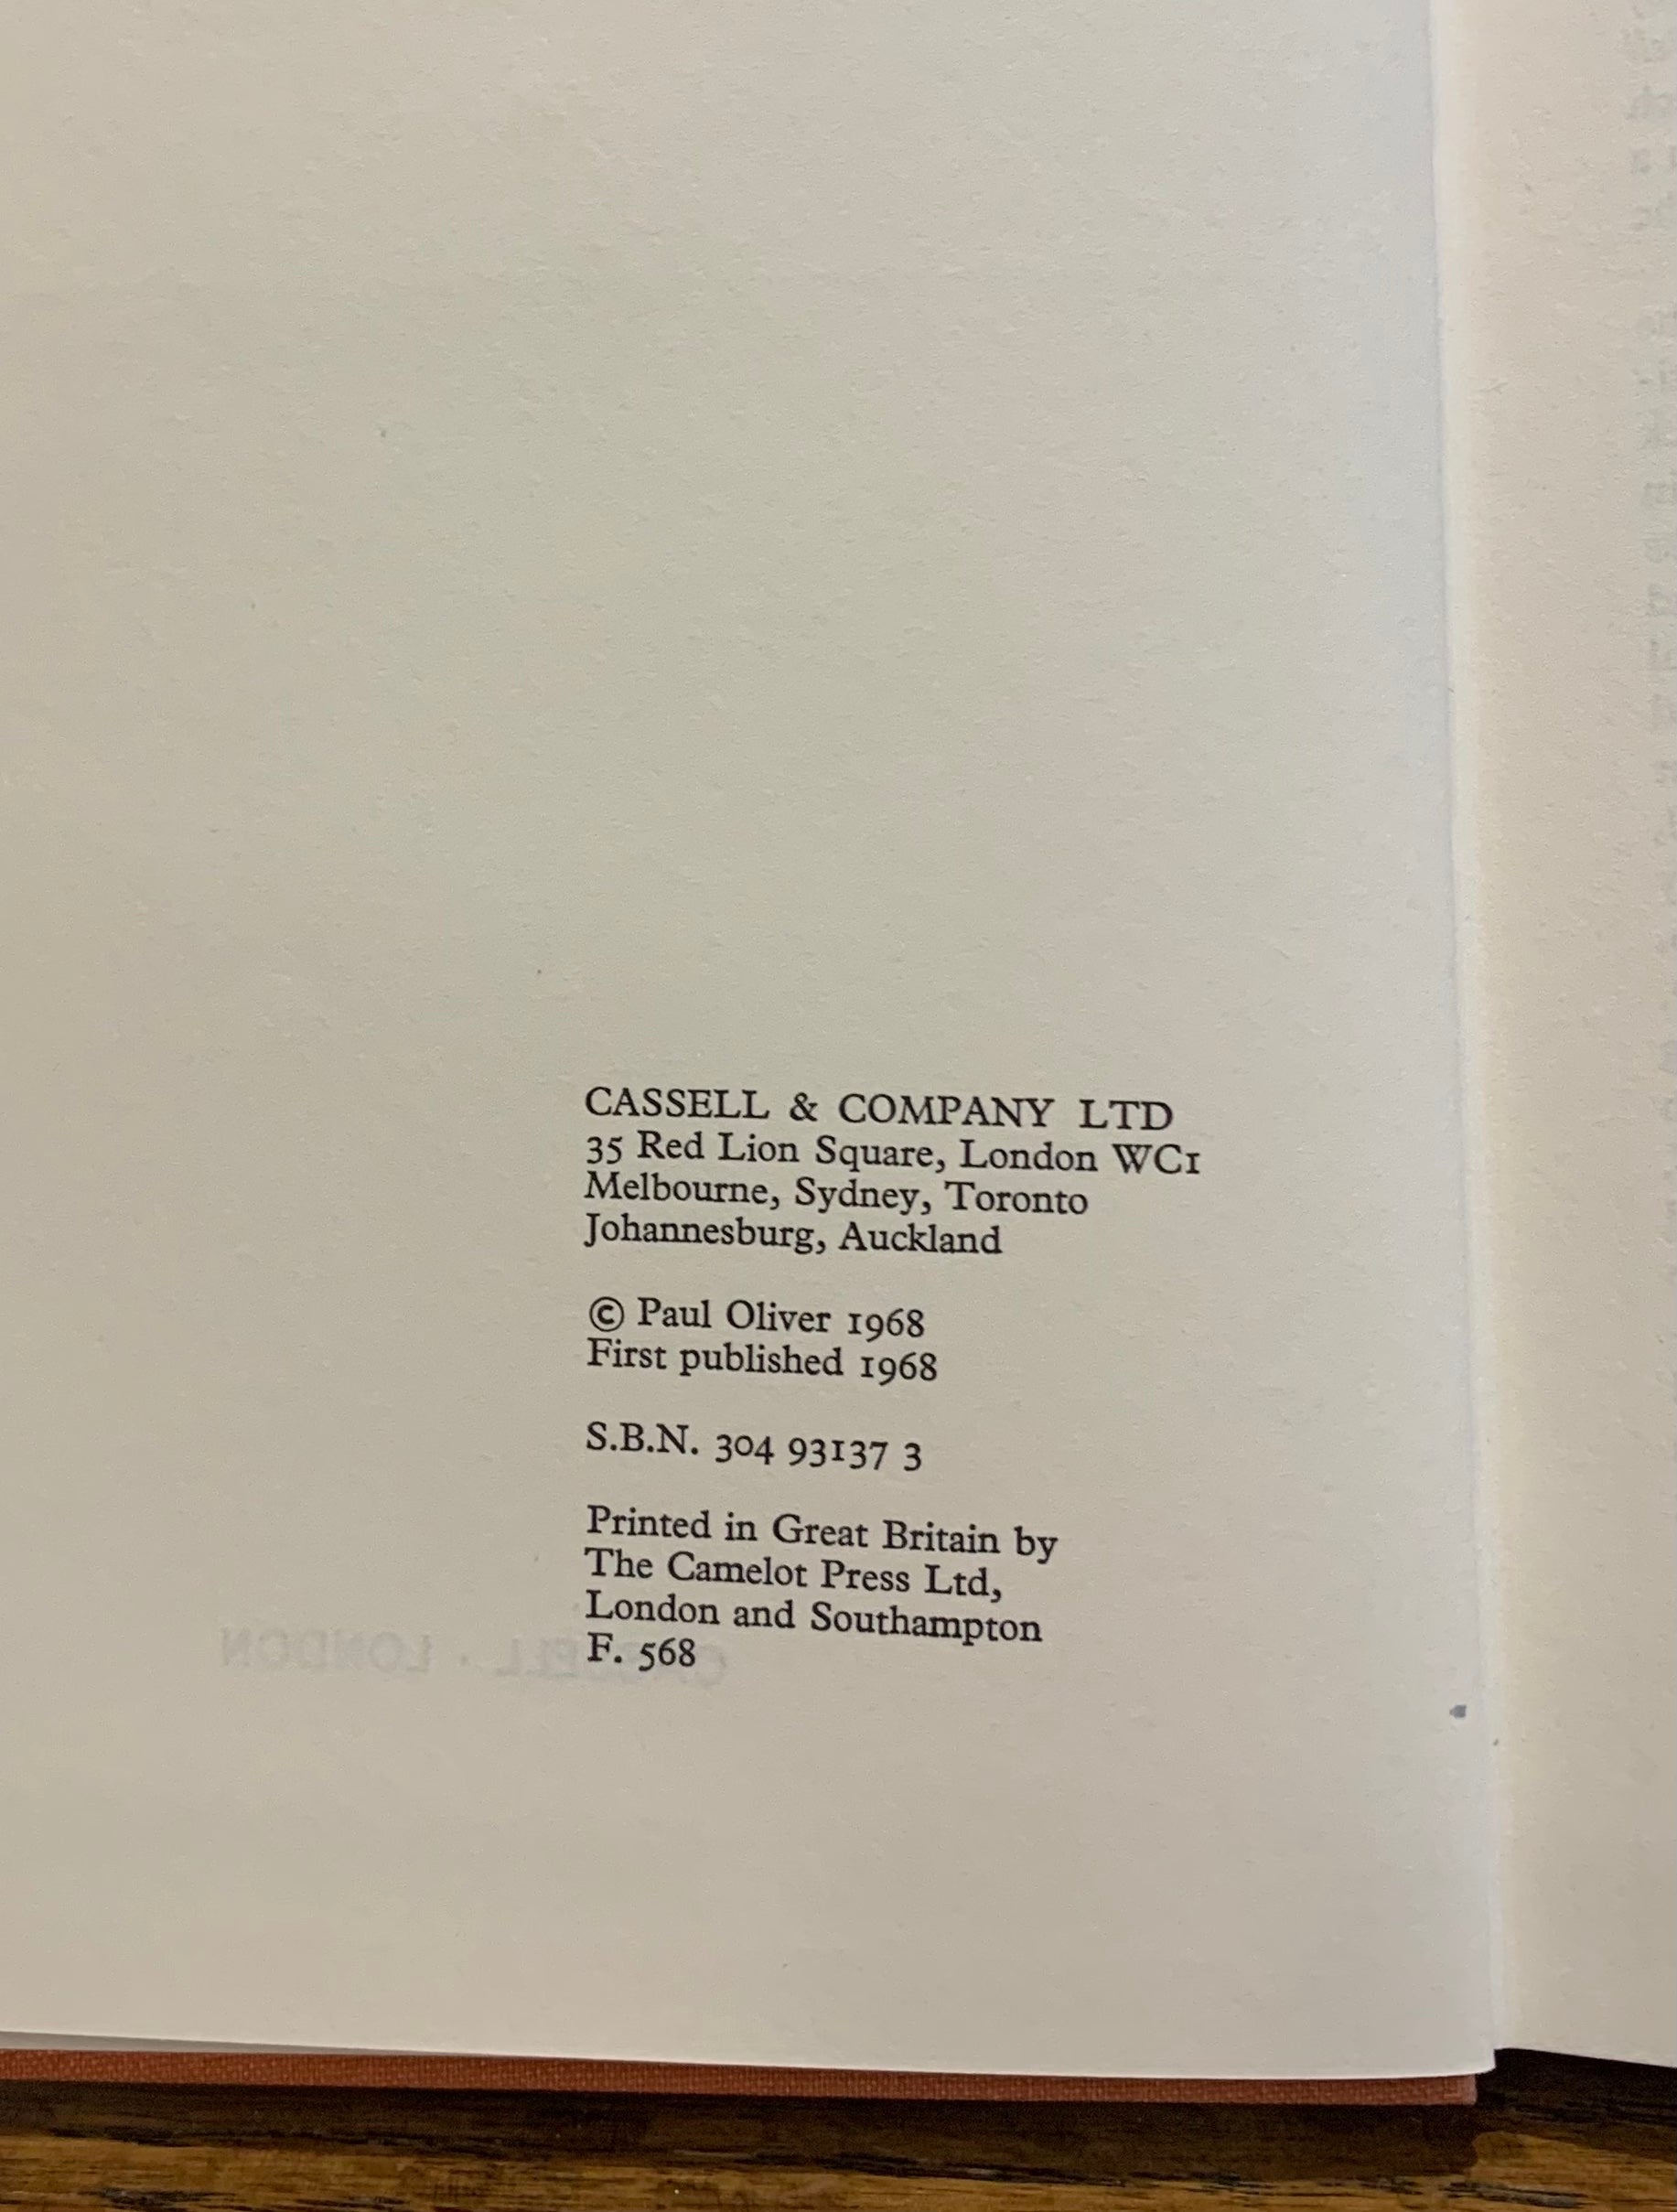 CASSELL & COMPANY LTD
35 Red Lion Square, London WC1
Melbourne, Sydney, Toronto
Johannesburg, Auckland
© Paul Oliver 1968
First published 1968
S.B.N. 304 93137 3
Printed in Great Britain by
The Camelot Press Ltd,
London and Southampton
F. 568